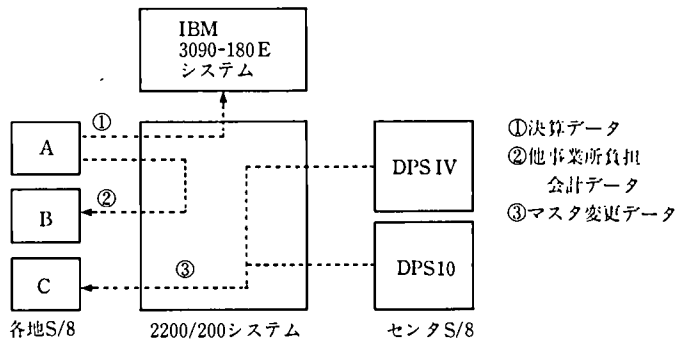 IBM
3090-180E
システム
①
A
②
B
③
C
各地S/8
2200/200システム
DPS IV
DPS10
センタS/8
①決算データ
②他事業所負担
会計データ
③マスタ変更データ